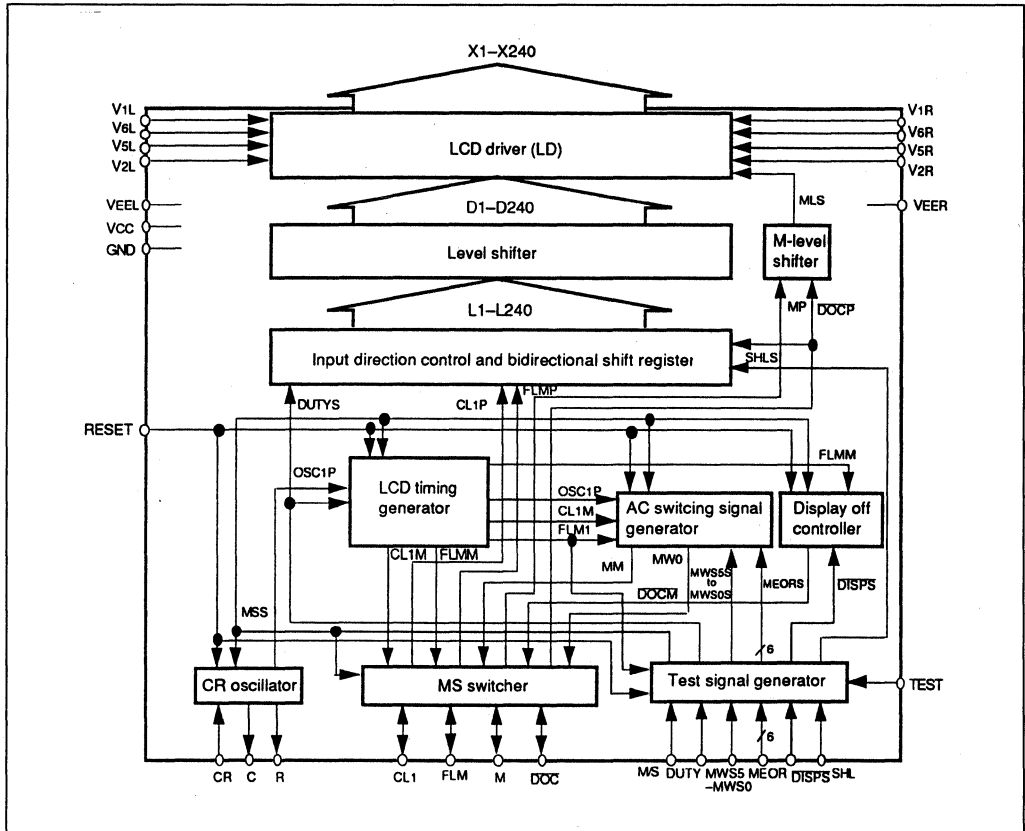 X1–X240
V1L
V6L
V5L
V2L
V1R
V6R
V5R
V2R
LCD driver (LD)
MLS
VEEL
VCC
GND
VEER
D1–D240
Level shifter
M-level
shifter
L1–L240
MP
DOCP
Input direction control and bidirectional shift register
SHLS
DUTYS
CL1P
FLMP
RESET
FLMM
OSC1P
LCD timing
generator
OSC1P
CL1M
FLM1
AC switcing signal
generator
Display off
controller
CL1M
FLMM
MM
MW0
DOCM
MWS5S
to
MWS0S
MEORS
DISPS
MSS
6
CR oscillator
MS switcher
Test signal generator
TEST
6
CR
C
R
CL1
FLM
M
DOC
M/S
DUTY
MWS5
–MWS0
MEOR
DISPS
SHL